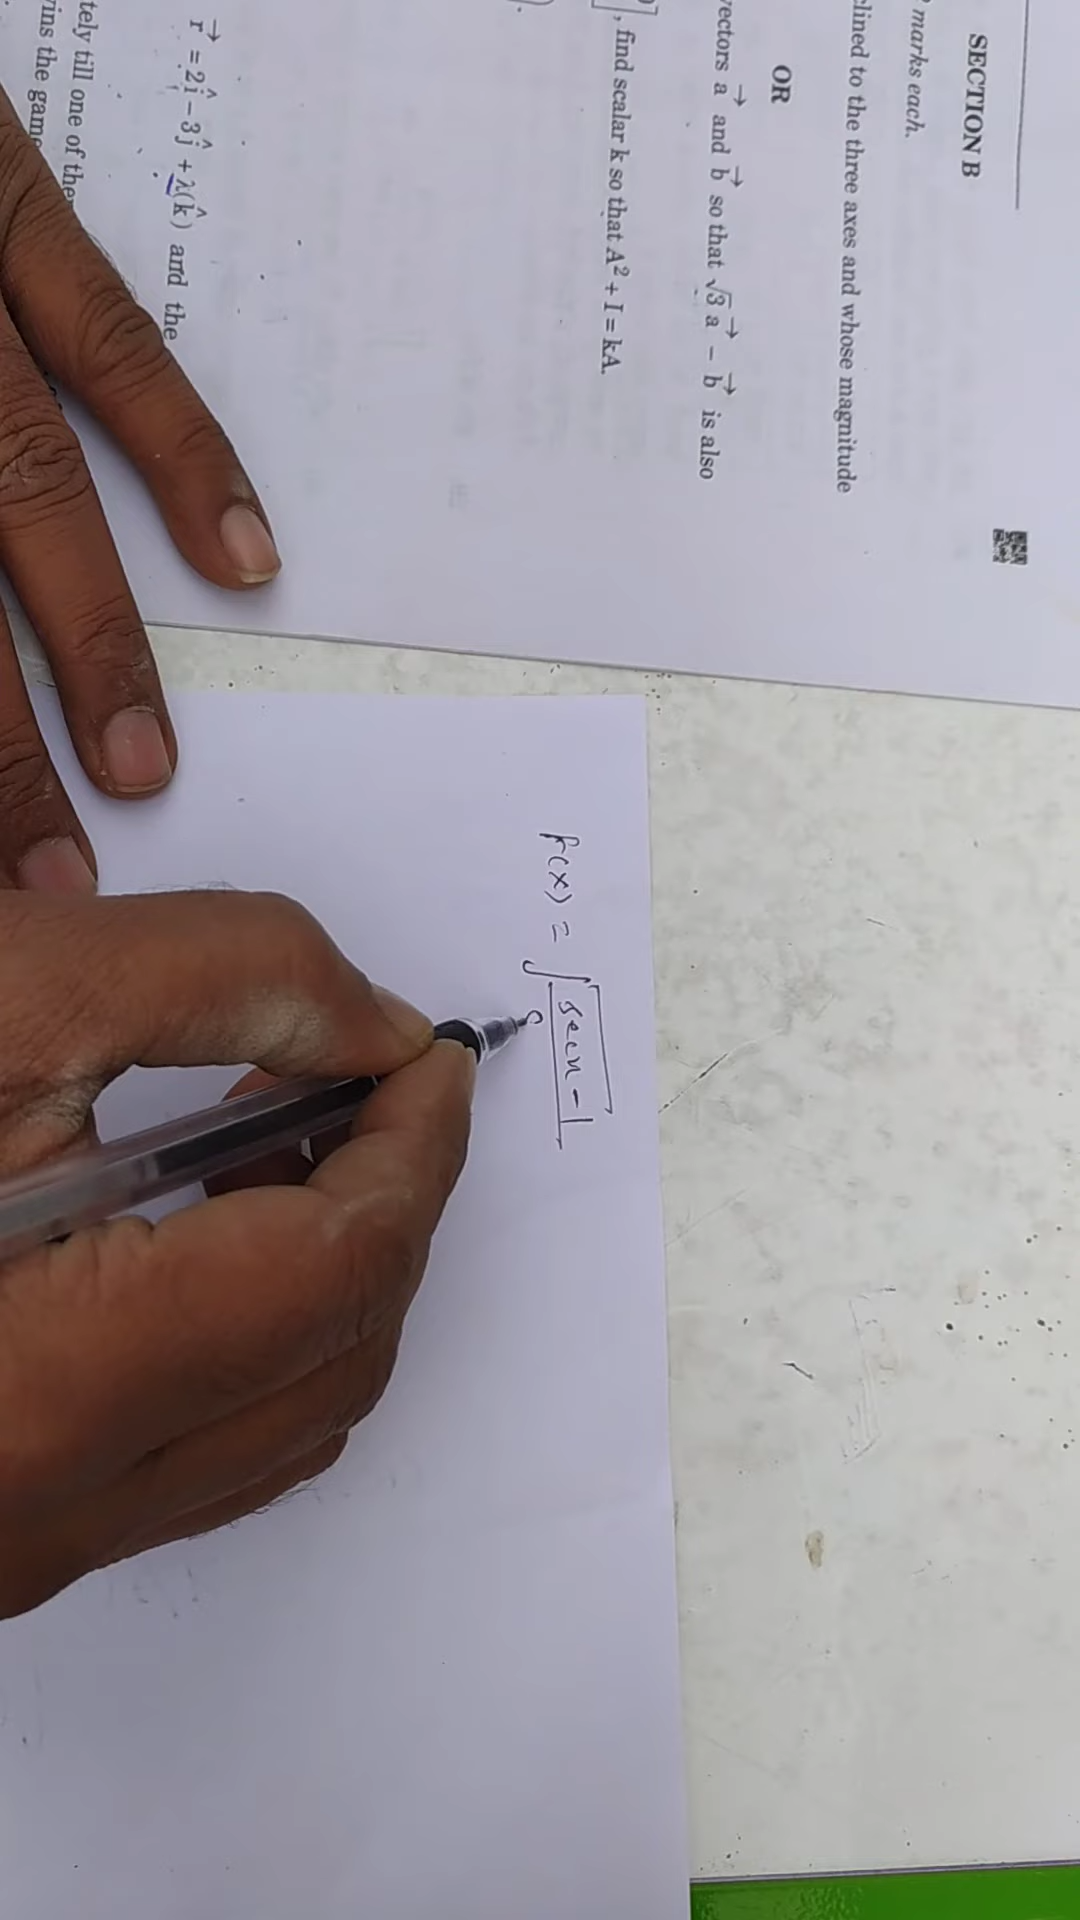 SECTION B
marks each.
clined to the three axes and whose magnitude
OR
vectors a⃗ and b⃗ so that √3 a⃗ − b⃗ is also
, find scalar k so that A² + I = kA.
r⃗ = 2î − 3ĵ + λ(k̂) and the
tely till one of the
vins the game
f(x) = √secx − 1
s